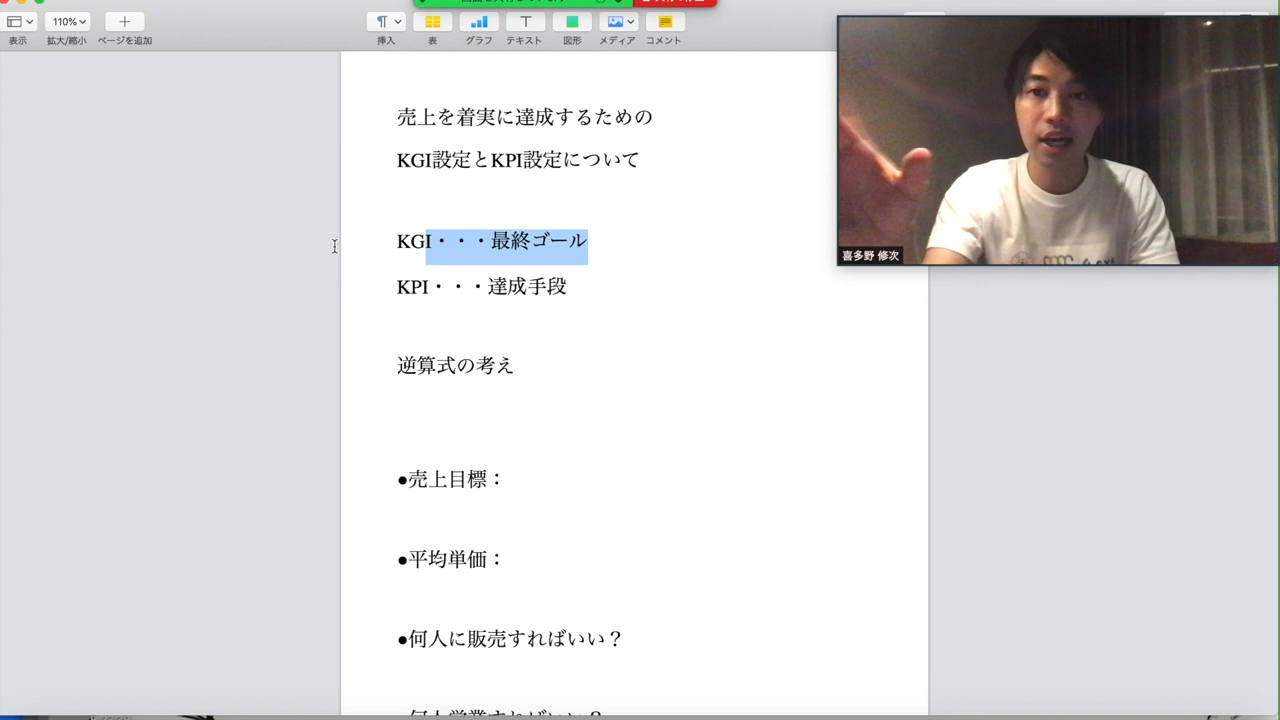 110%
表示
拡大/縮小
ページを追加
挿入
表
グラフ
テキスト
図形
メディア
コメント
売上を着実に達成するための
KGI設定とKPI設定について
KGI・・・最終ゴール
KPI・・・達成手段
逆算式の考え
●売上目標：
●平均単価：
●何人に販売すればいい？
喜多野 修次